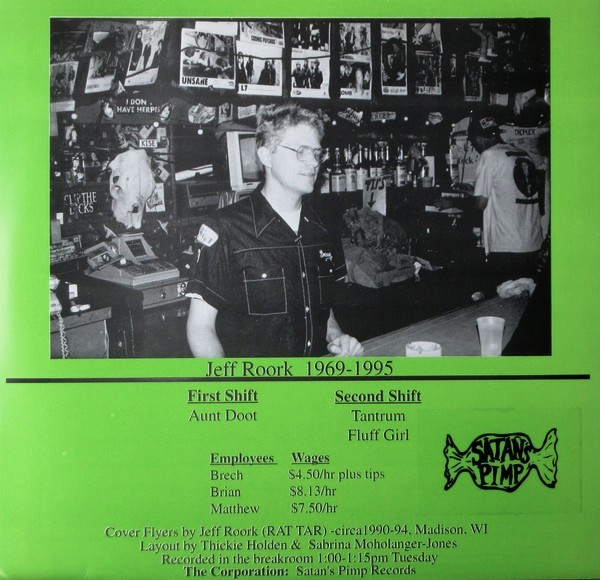 UNSANE
L7
I DON'T
HAVE HERPES
KISE
TITS
Jeff Roork 1969-1995
First Shift Second Shift
Aunt Doot Tantrum
Fluff Girl
SATAN'S
PIMP
Employees Wages
Brech $4.50/hr plus tips
Brian $8.13/hr
Matthew $7.50/hr
Cover Flyers by Jeff Roork (RAT TAR) -circa1990-94, Madison, WI
Layout by Thickie Holden & Sabrina Moholanger-Jones
Recorded in the breakroom 1:00-1:15pm Tuesday
The Corporation: Satan's Pimp Records